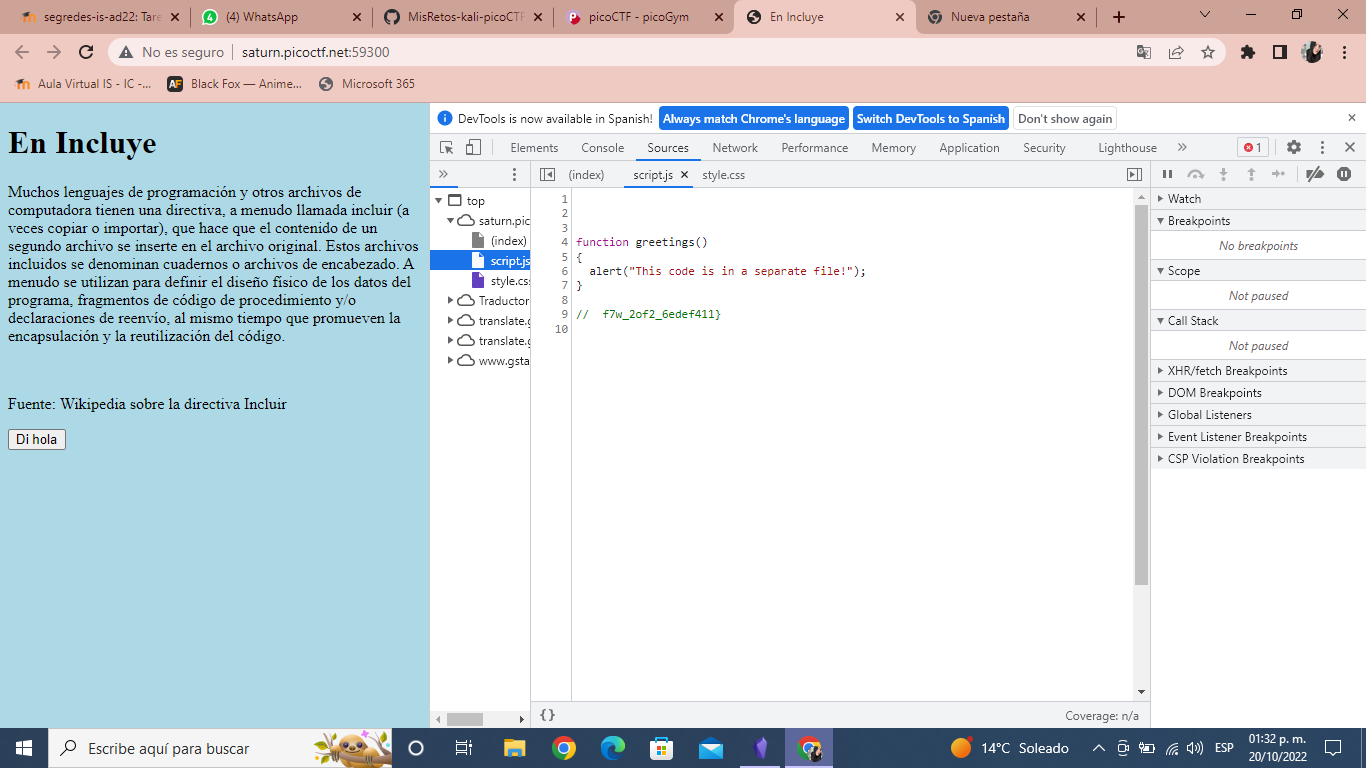 segredes-is-ad22: Tare
(4) WhatsApp
MisRetos-kali-picoCTF
picoCTF - picoGym
En Incluye
Nueva pestaña
No es seguro
saturn.picoctf.net:59300
Aula Virtual IS - IC -...
AF
Black Fox — Anime...
Microsoft 365
En Incluye
Muchos lenguajes de programación y otros archivos de
computadora tienen una directiva, a menudo llamada incluir (a
veces copiar o importar), que hace que el contenido de un
segundo archivo se inserte en el archivo original. Estos archivos
incluidos se denominan cuadernos o archivos de encabezado. A
menudo se utilizan para definir el diseño físico de los datos del
programa, fragmentos de código de procedimiento y/o
declaraciones de reenvío, al mismo tiempo que promueven la
encapsulación y la reutilización del código.
Fuente: Wikipedia sobre la directiva Incluir
Di hola
DevTools is now available in Spanish!
Always match Chrome's language
Switch DevTools to Spanish
Don't show again
Elements
Console
Sources
Network
Performance
Memory
Application
Security
Lighthouse
1
(index)
script.js
style.css
top
saturn.pic
(index)
script.js
style.css
Traductor
translate.g
translate.g
www.gsta
1
2
3
4 function greetings()
5 {
6 alert("This code is in a separate file!");
7 }
8
9 // f7w_2of2_6edef411}
10
{}
Coverage: n/a
Watch
Breakpoints
No breakpoints
Scope
Not paused
Call Stack
Not paused
XHR/fetch Breakpoints
DOM Breakpoints
Global Listeners
Event Listener Breakpoints
CSP Violation Breakpoints
Escribe aquí para buscar
14°C Soleado
ESP
01:32 p. m.
20/10/2022